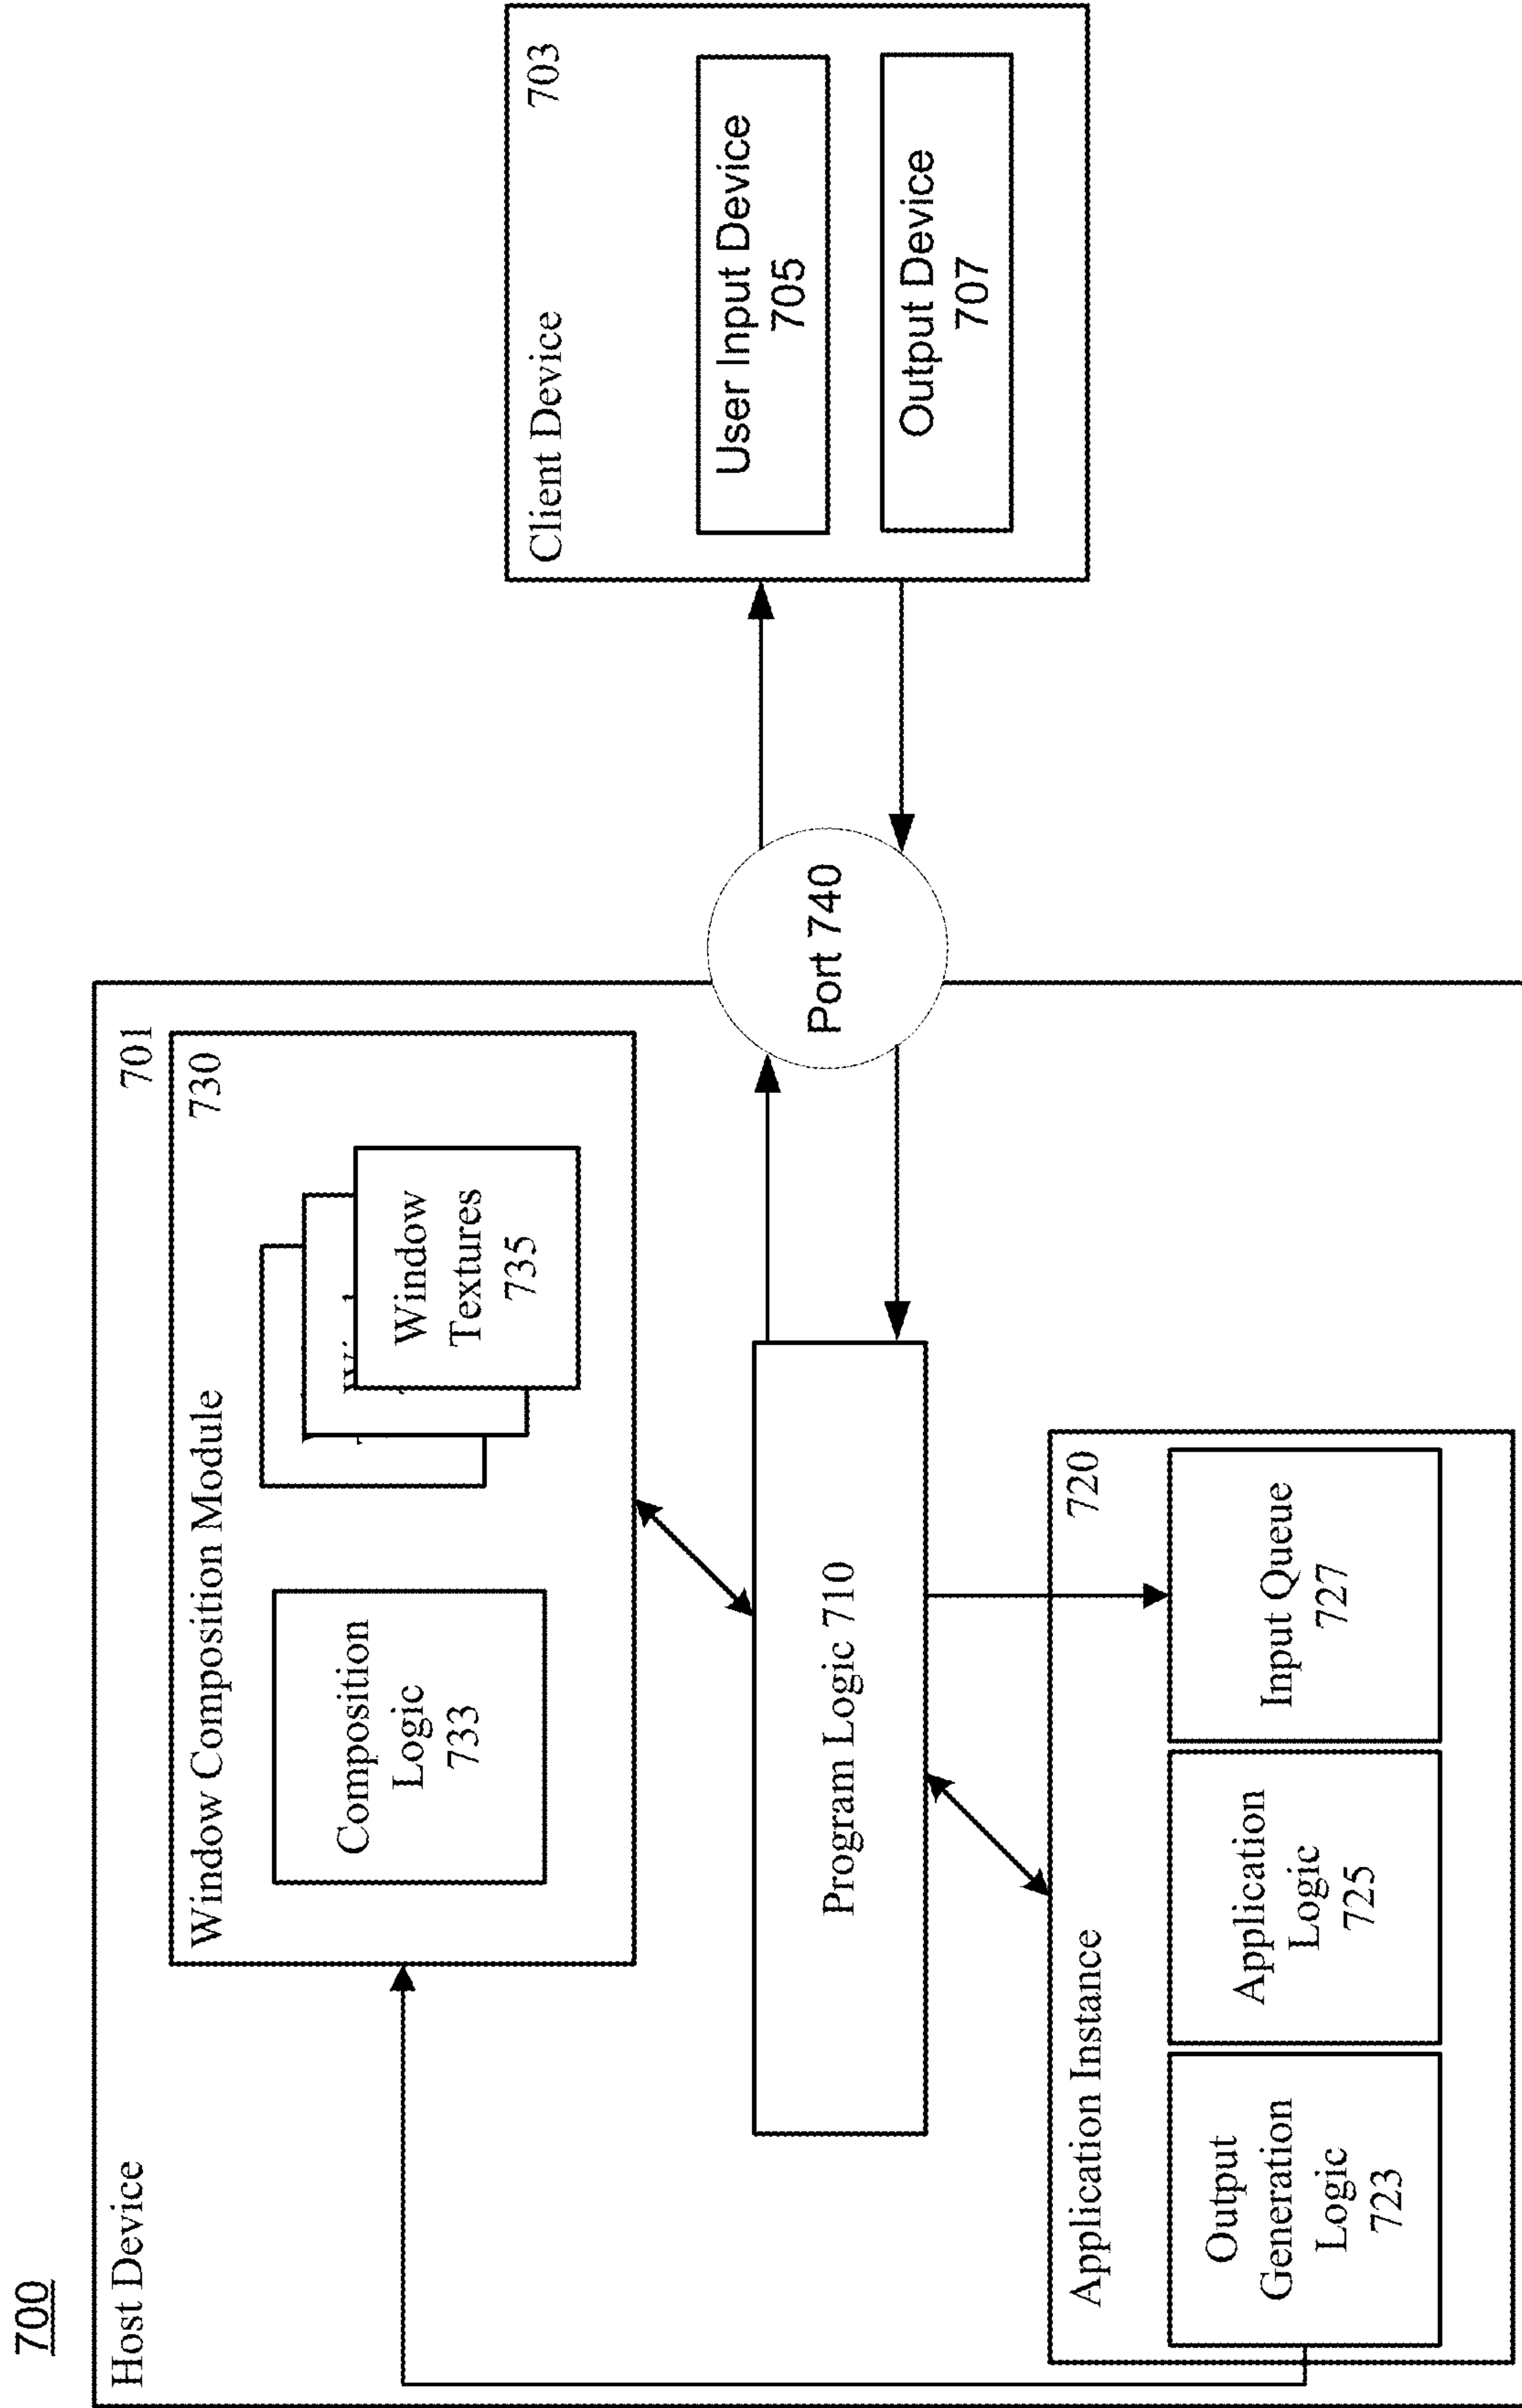 700
Host Device
701
Window Composition Module
730
Composition
Logic
733
Window
Textures
735
Program Logic 710
Application Instance
720
Output
Generation
Logic
723
Application
Logic
725
Input Queue
727
Port 740
Client Device
703
User Input Device
705
Output Device
707